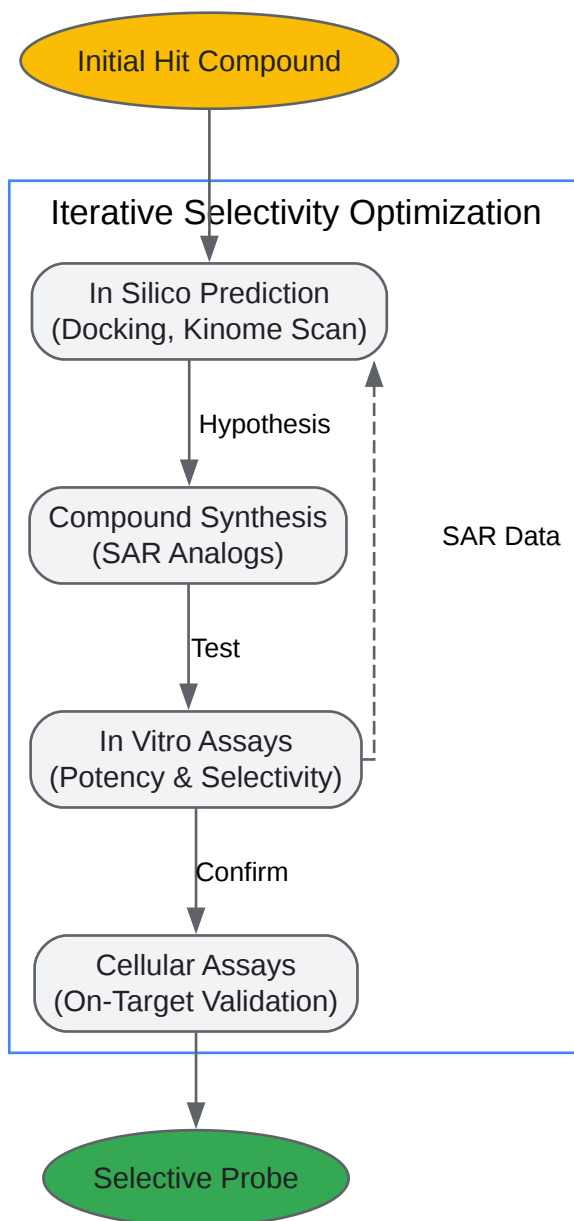 Initial Hit Compound
Iterative Selectivity Optimization
In Silico Prediction
(Docking, Kinome Scan)
Hypothesis
Compound Synthesis
(SAR Analogs)
SAR Data
Test
In Vitro Assays
(Potency & Selectivity)
Confirm
Cellular Assays
(On-Target Validation)
Selective Probe